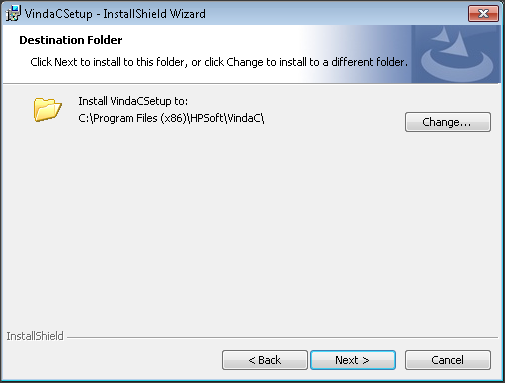 VindaCSetup - InstallShield Wizard
Destination Folder
Click Next to install to this folder, or click Change to install to a different folder.
Install VindaCSetup to:
C:\Program Files (x86)\HPSoft\VindaC\
Change...
InstallShield
< Back
Next >
Cancel